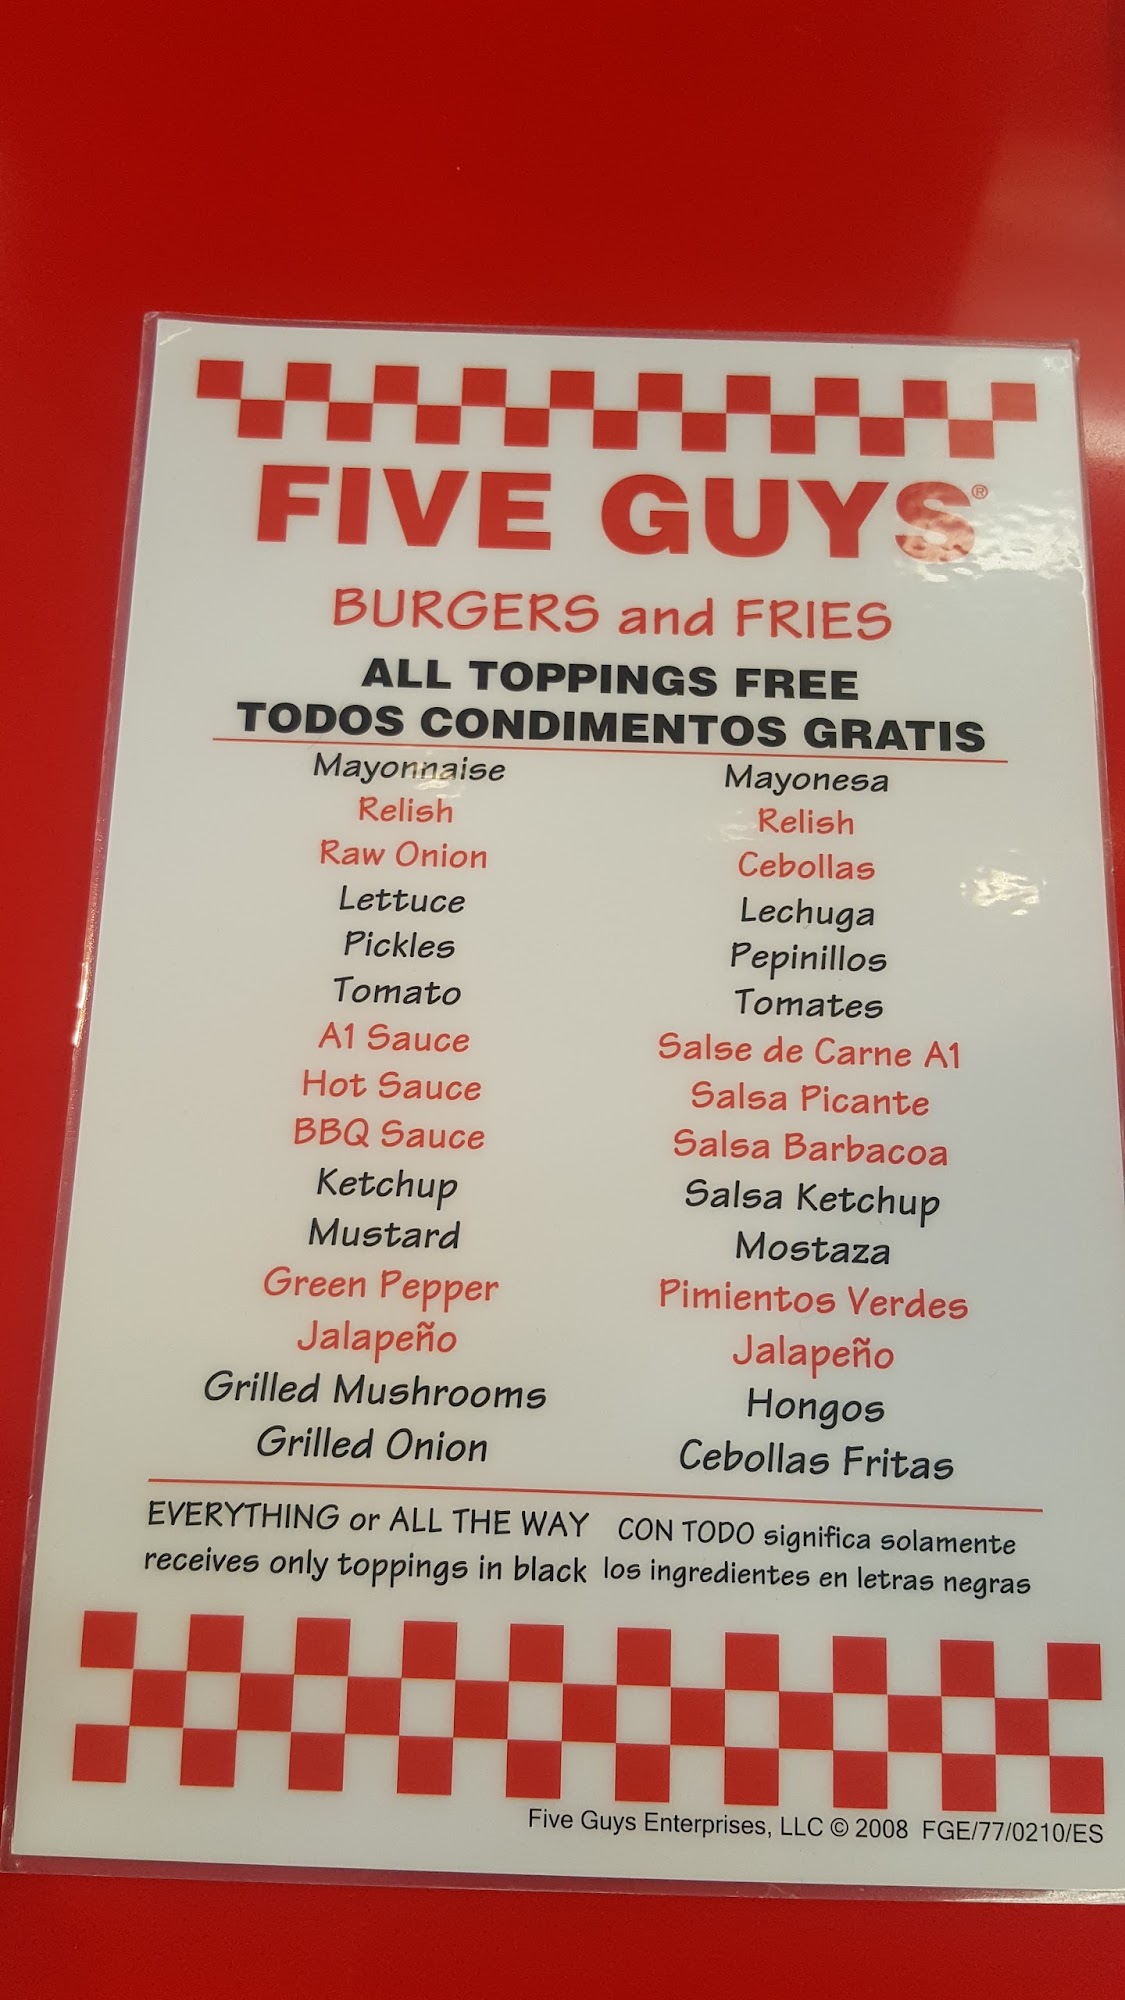 FIVE GUYS®
BURGERS and FRIES
ALL TOPPINGS FREE
TODOS CONDIMENTOS GRATIS
Mayonnaise Mayonesa
Relish Relish
Raw Onion Cebollas
Lettuce Lechuga
Pickles Pepinillos
Tomato Tomates
A1 Sauce Salse de Carne A1
Hot Sauce Salsa Picante
BBQ Sauce Salsa Barbacoa
Ketchup Salsa Ketchup
Mustard Mostaza
Green Pepper Pimientos Verdes
Jalapeño Jalapeño
Grilled Mushrooms Hongos
Grilled Onion Cebollas Fritas
EVERYTHING or ALL THE WAY CON TODO significa solamente
receives only toppings in black los ingredientes en letras negras
Five Guys Enterprises, LLC © 2008 FGE/77/0210/ES